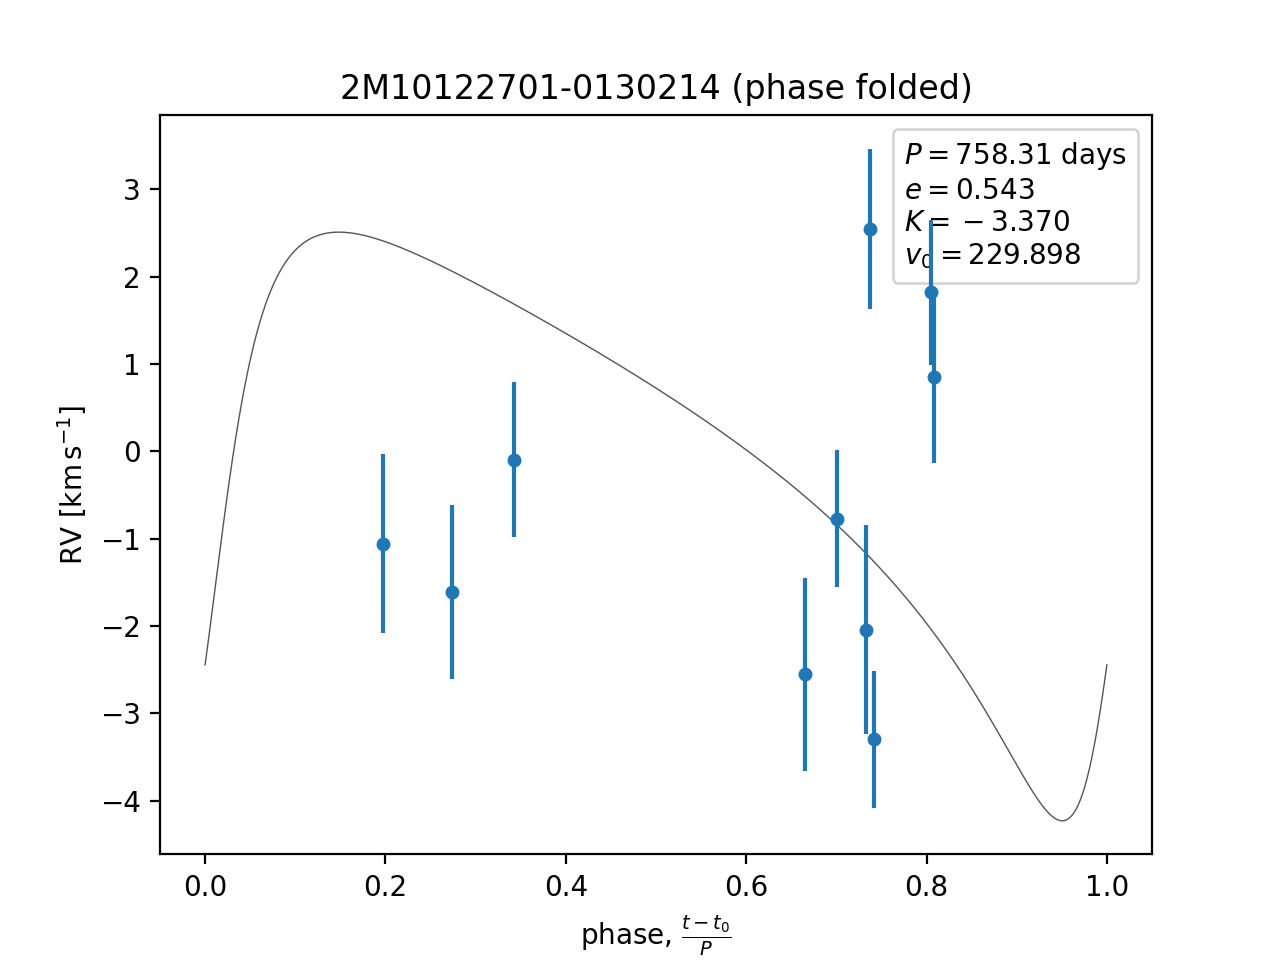 2M10122701-0130214 (phase folded)
P = 758.31 days
e = 0.543
K = −3.370
v₀ = 229.898
3
2
1
0
−1
−2
−3
−4
RV [km s⁻¹]
0.0 0.2 0.4 0.6 0.8 1.0
phase, (t − t₀)/P